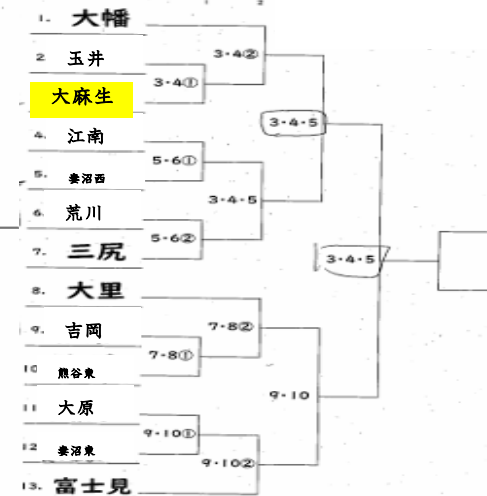 1. 大幡
3・4②
2 玉井
3・4①
大麻生
3・4・5
4. 江南
5・6①
5. 妻沼西
3・4・5
6. 荒川
5・6②
7. 三尻
3・4・5
8. 大里
7・8②
9. 吉岡
7・8①
10 熊谷東
9・10
11 大原
9・10①
12 妻沼東
9・10②
13. 富士見